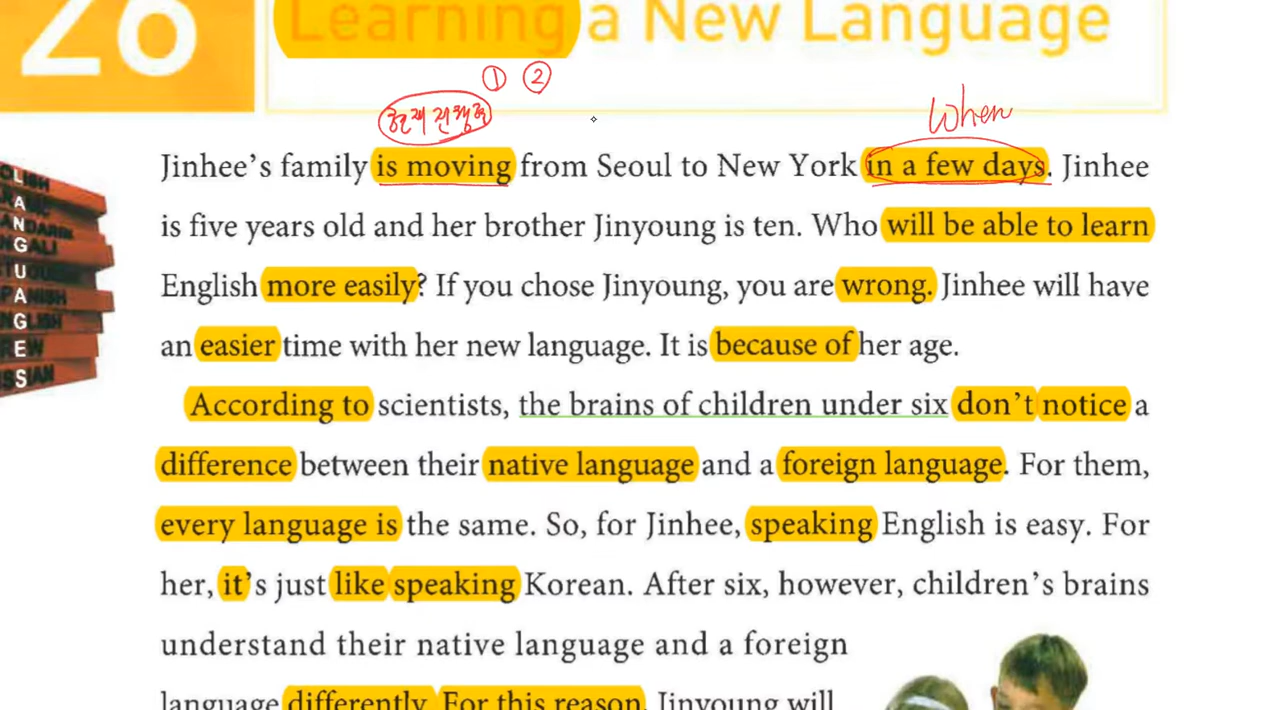 26
Learning a New Language
① ②
현재 진행형
When
Jinhee's family is moving from Seoul to New York in a few days. Jinhee
is five years old and her brother Jinyoung is ten. Who will be able to learn
English more easily? If you chose Jinyoung, you are wrong. Jinhee will have
an easier time with her new language. It is because of her age.
According to scientists, the brains of children under six don't notice a
difference between their native language and a foreign language. For them,
every language is the same. So, for Jinhee, speaking English is easy. For
her, it's just like speaking Korean. After six, however, children's brains
understand their native language and a foreign
language differently. For this reason, Jinyoung will
LANGUAGES